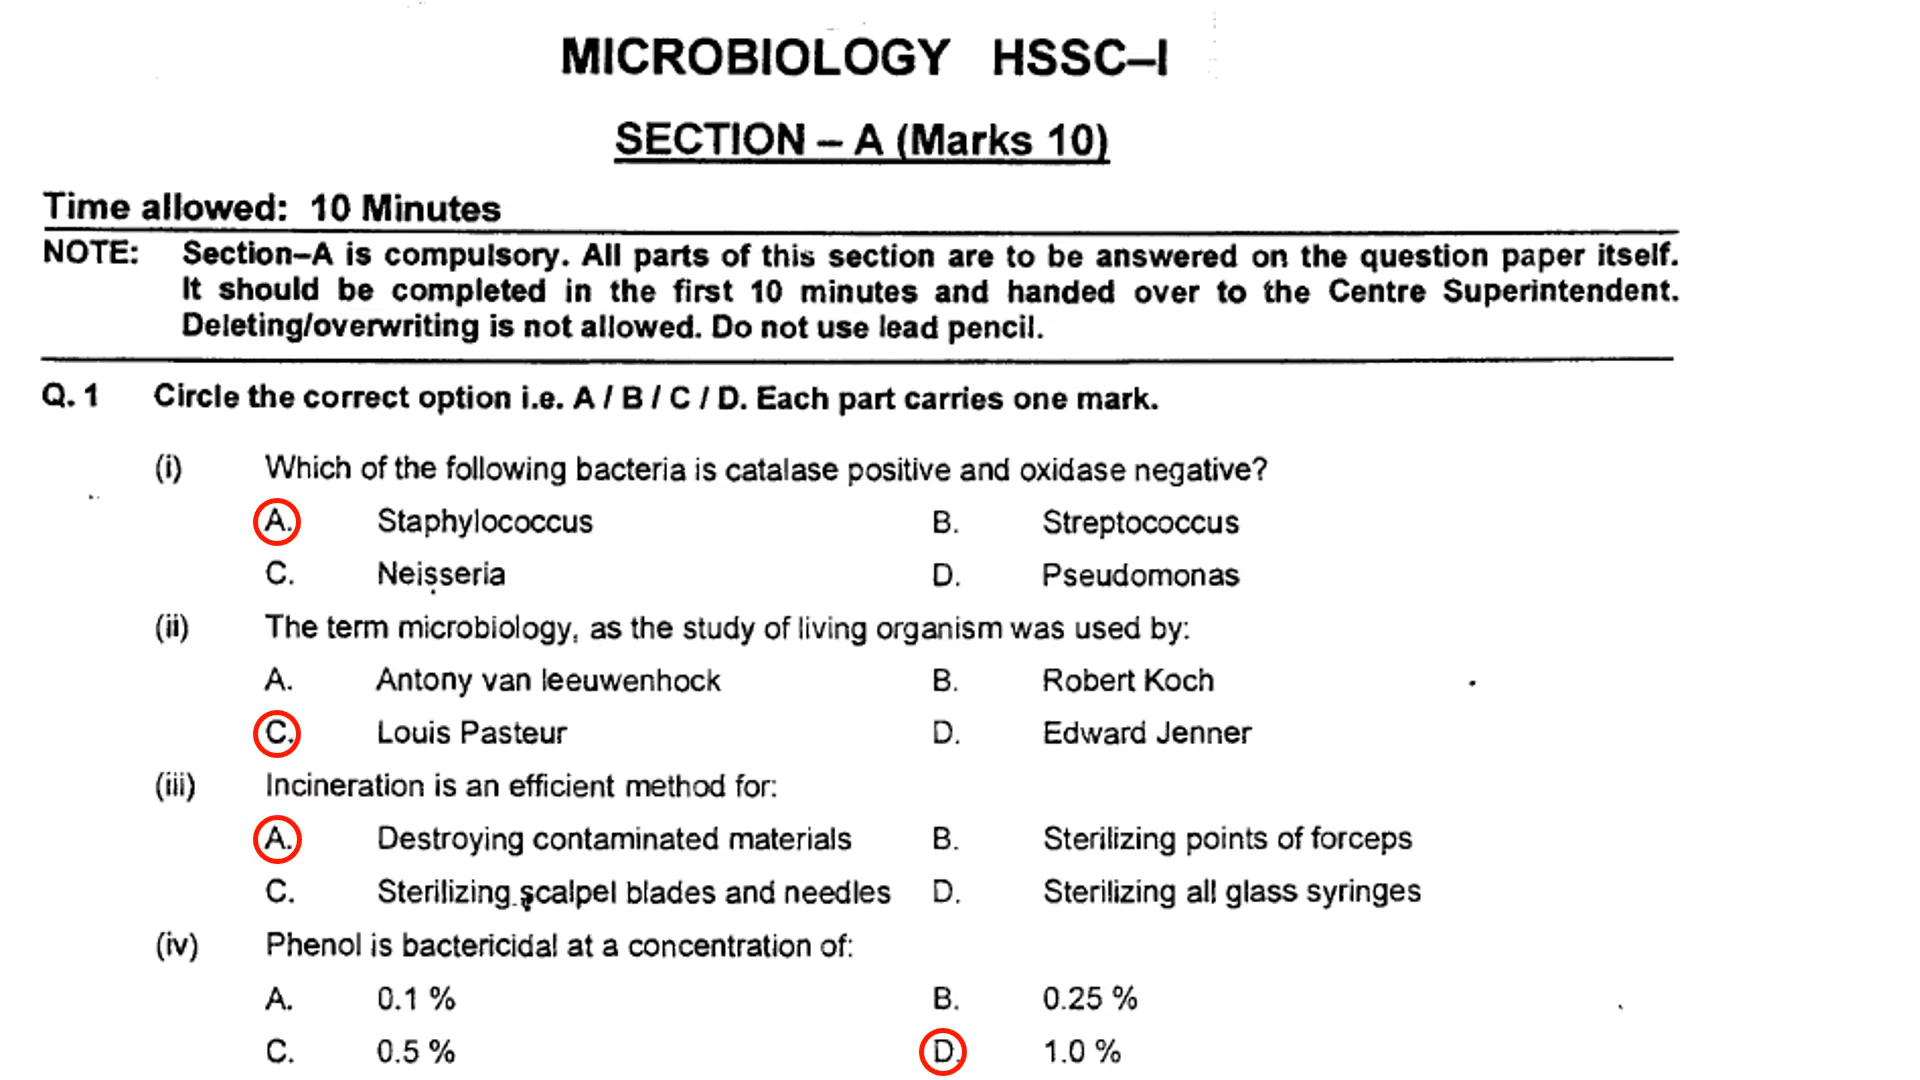 MICROBIOLOGY HSSC–I
SECTION – A (Marks 10)
Time allowed: 10 Minutes
NOTE: Section–A is compulsory. All parts of this section are to be answered on the question paper itself.
It should be completed in the first 10 minutes and handed over to the Centre Superintendent.
Deleting/overwriting is not allowed. Do not use lead pencil.
Q. 1 Circle the correct option i.e. A / B / C / D. Each part carries one mark.
(i) Which of the following bacteria is catalase positive and oxidase negative?
A. Staphylococcus B. Streptococcus
C. Neisseria D. Pseudomonas
(ii) The term microbiology, as the study of living organism was used by:
A. Antony van leeuwenhock B. Robert Koch
C. Louis Pasteur D. Edward Jenner
(iii) Incineration is an efficient method for:
A. Destroying contaminated materials B. Sterilizing points of forceps
C. Sterilizing scalpel blades and needles D. Sterilizing all glass syringes
(iv) Phenol is bactericidal at a concentration of:
A. 0.1 % B. 0.25 %
C. 0.5 % D. 1.0 %